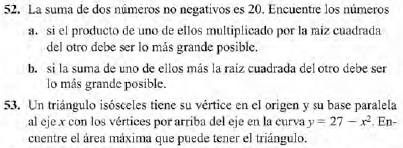 52. La suma de dos números no negativos es 20. Encuentre los números
a. si el producto de uno de ellos multiplicado por la raíz cuadrada
del otro debe ser lo más grande posible.
b. si la suma de uno de ellos más la raíz cuadrada del otro debe ser
lo más grande posible.
53. Un triángulo isósceles tiene su vértice en el origen y su base paralela
al eje x con los vértices por arriba del eje en la curva y = 27 − x². En-
cuentre el área máxima que puede tener el triángulo.